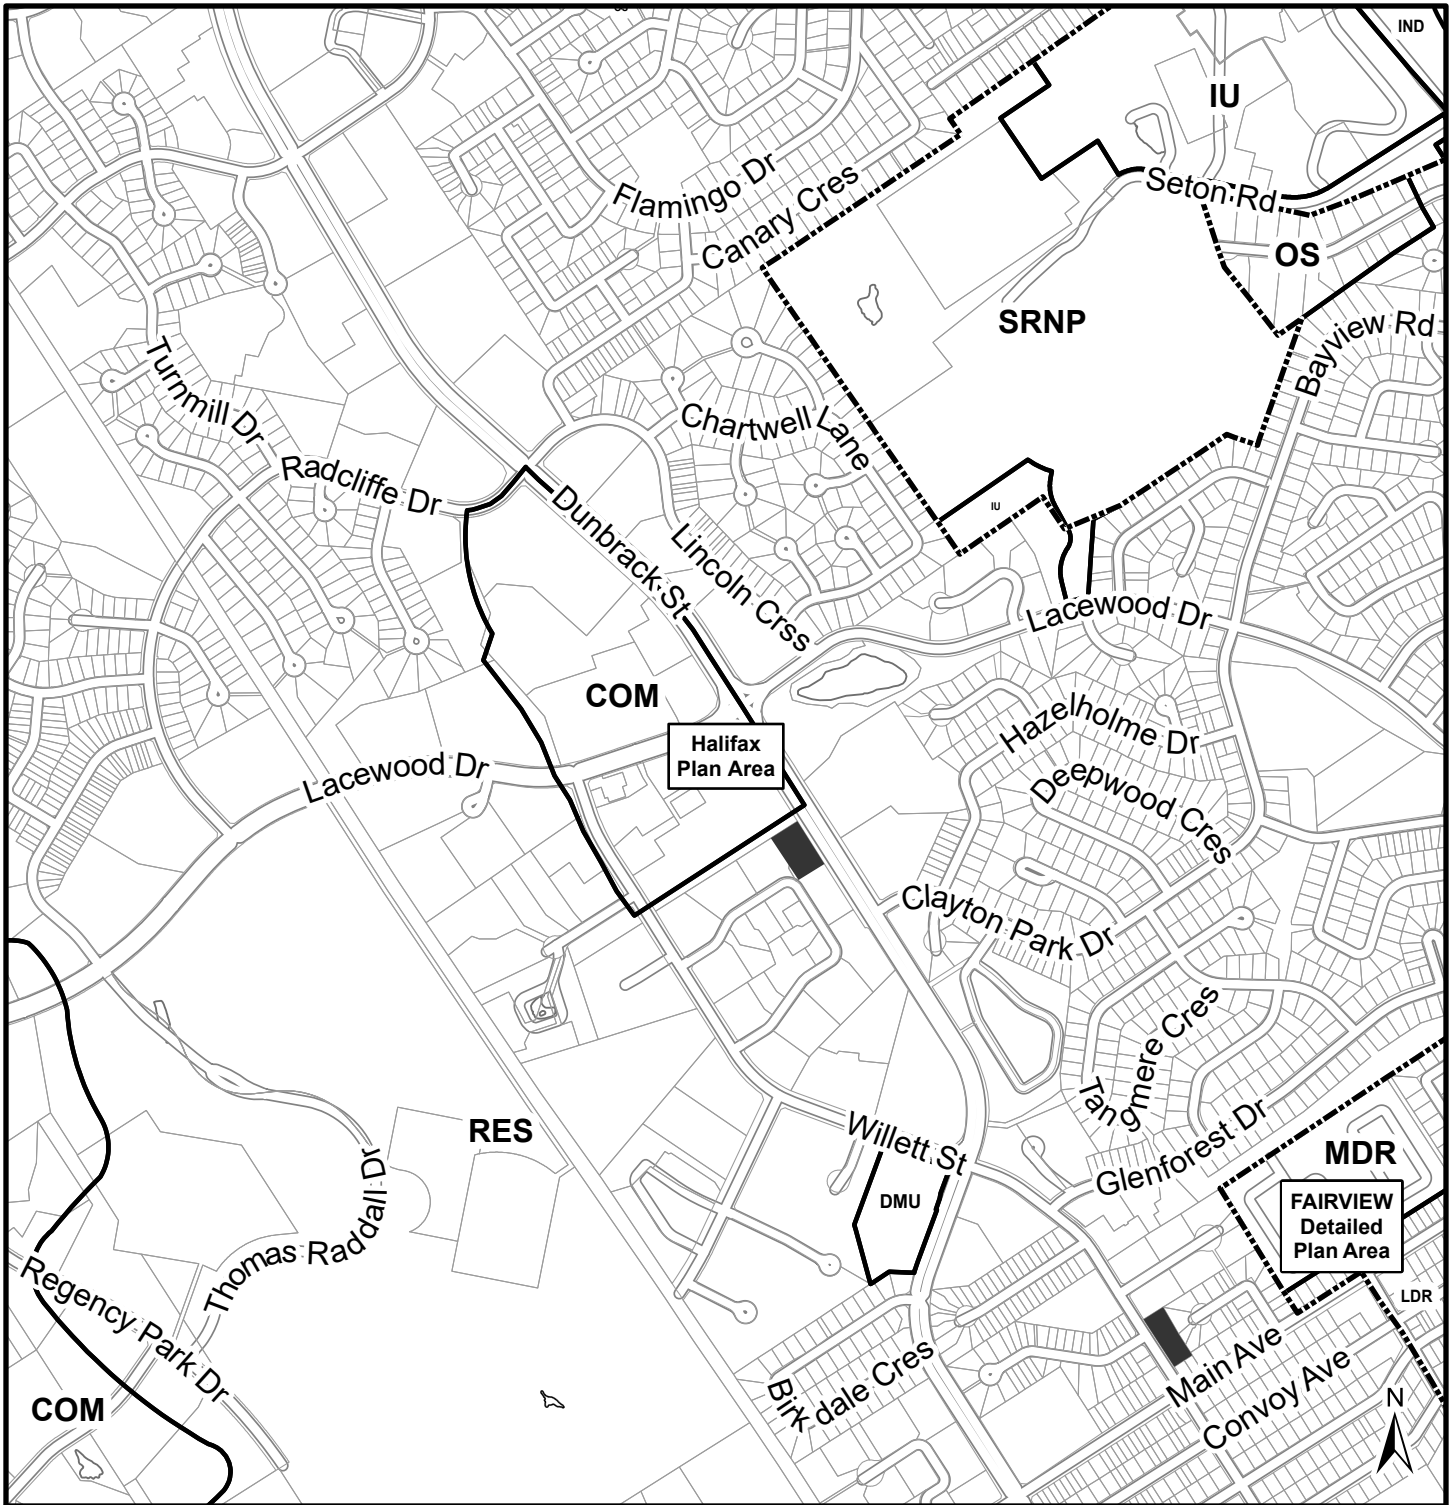 IND
IU
Flamingo Dr
Canary Cres
Seton Rd
OS
SRNP
Bayview Rd
Turnmill Dr
Chartwell Lane
Radcliffe Dr
Dunbrack St
IU
Lincoln Crss
Lacewood Dr
COM
Hazelholme Dr
Halifax
Plan Area
Lacewood Dr
Deepwood Cres
Clayton Park Dr
Tangmere Cres
RES
Willett St
Glenforest Dr
MDR
Thomas Raddall Dr
DMU
FAIRVIEW
Detailed
Plan Area
Regency Park Dr
LDR
Birkdale Cres
Main Ave
Convoy Ave
COM
N